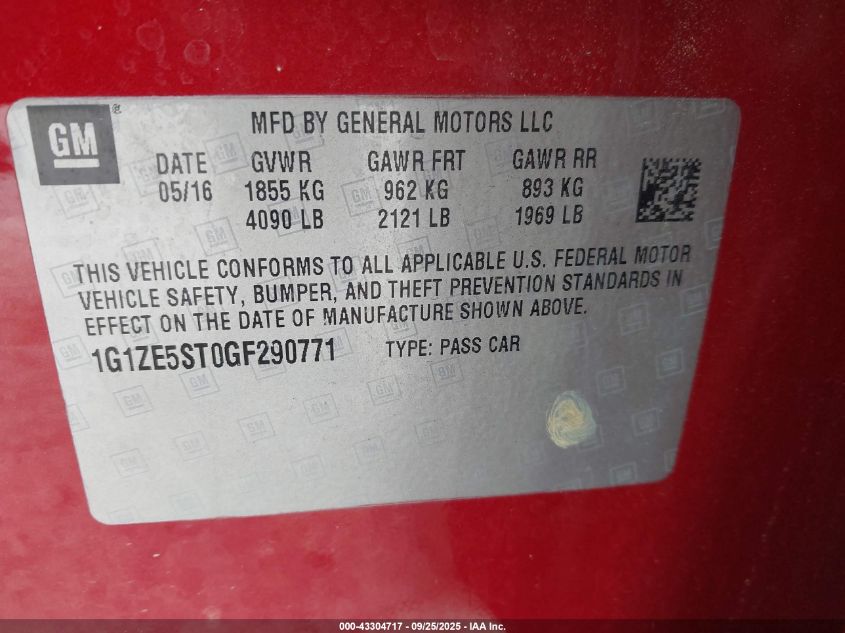 GM ®
MFD BY GENERAL MOTORS LLC
DATE GVWR GAWR FRT GAWR RR
05/16 1855 KG 962 KG 893 KG
4090 LB 2121 LB 1969 LB
THIS VEHICLE CONFORMS TO ALL APPLICABLE U.S. FEDERAL MOTOR
VEHICLE SAFETY, BUMPER, AND THEFT PREVENTION STANDARDS IN
EFFECT ON THE DATE OF MANUFACTURE SHOWN ABOVE.
1G1ZE5ST0GF290771 TYPE: PASS CAR
000-43304717 - 09/25/2025 - IAA Inc.